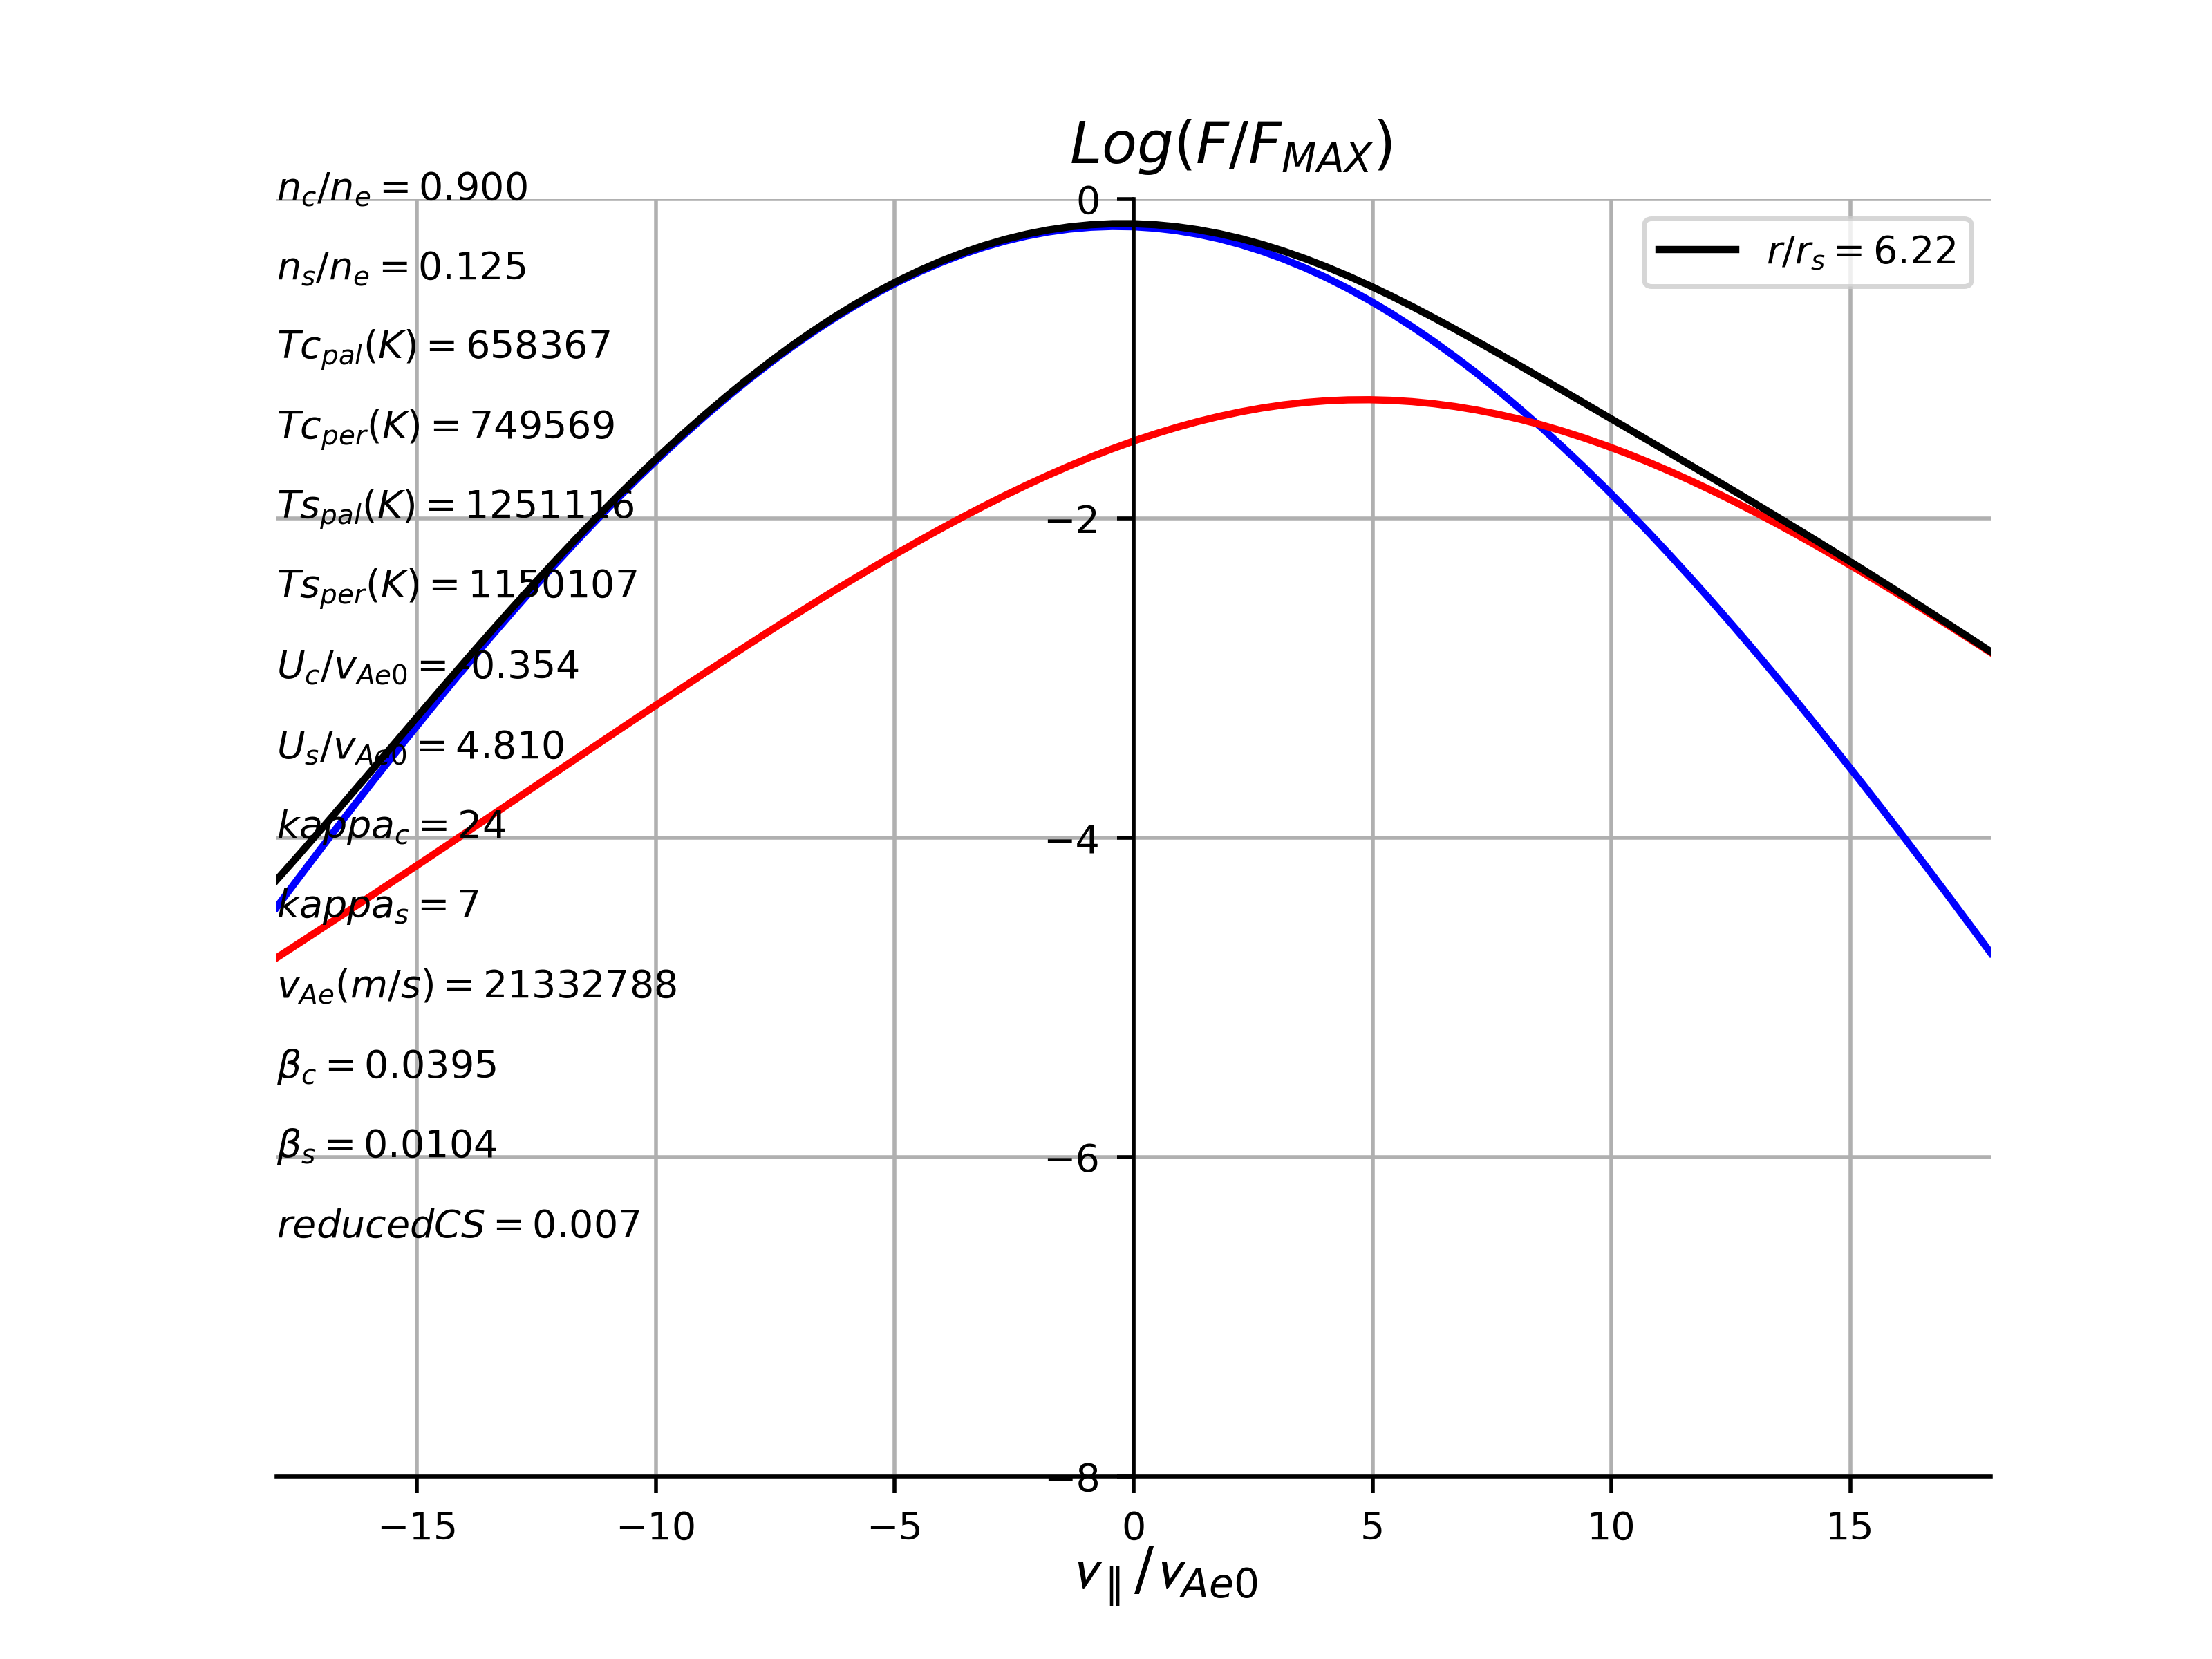 Log(F/F_MAX)
n_c/n_e = 0.900
n_s/n_e = 0.125
Tc_pal(K) = 658367
Tc_per(K) = 749569
Ts_pal(K) = 1251116
Ts_per(K) = 1150107
U_c/v_Ae0 = -0.354
U_s/v_Ae0 = 4.810
kappa_c = 24
kappa_s = 7
v_Ae(m/s) = 21332788
β_c = 0.0395
β_s = 0.0104
reducedCS = 0.007
r/r_s = 6.22
0
−2
−4
−6
−8
−15 −10 −5 0 5 10 15
v_∥/v_Ae0